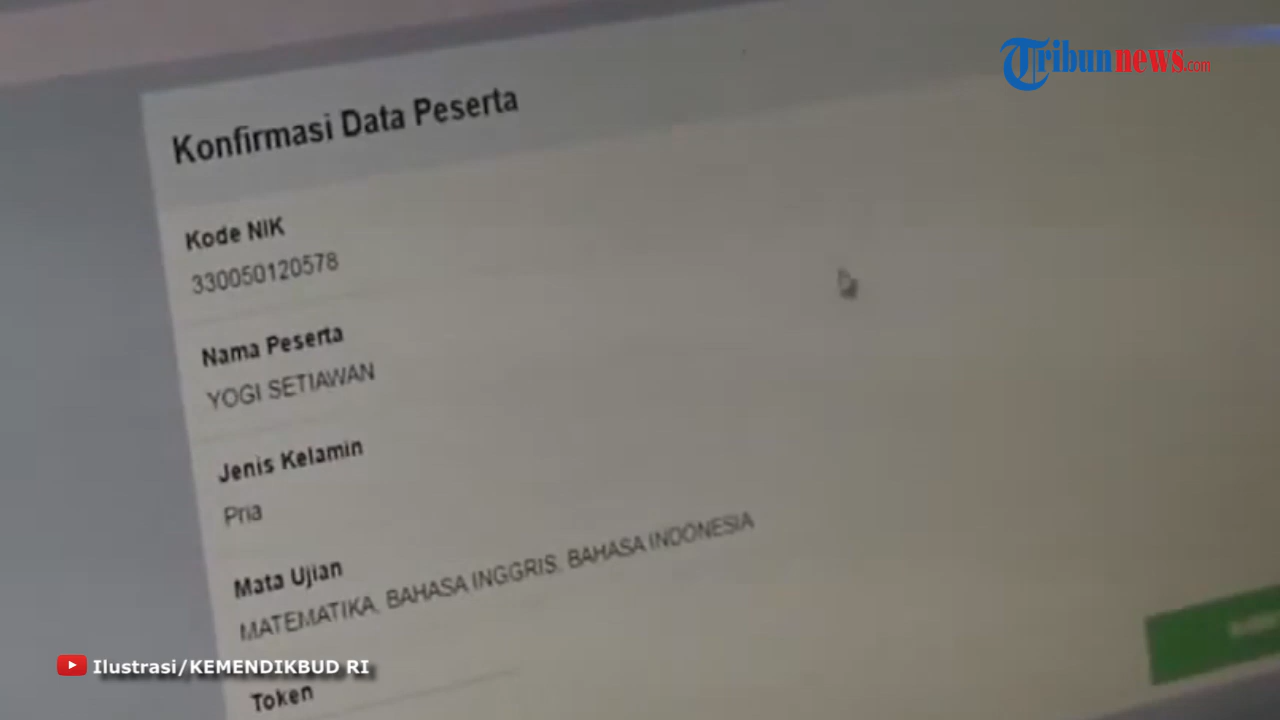 Tribunnews.com
Konfirmasi Data Peserta
Kode NIK
330050120578
Nama Peserta
YOGI SETIAWAN
Jenis Kelamin
Pria
Mata Ujian
MATEMATIKA, BAHASA INGGRIS, BAHASA INDONESIA
Ilustrasi/KEMENDIKBUD RI
Token